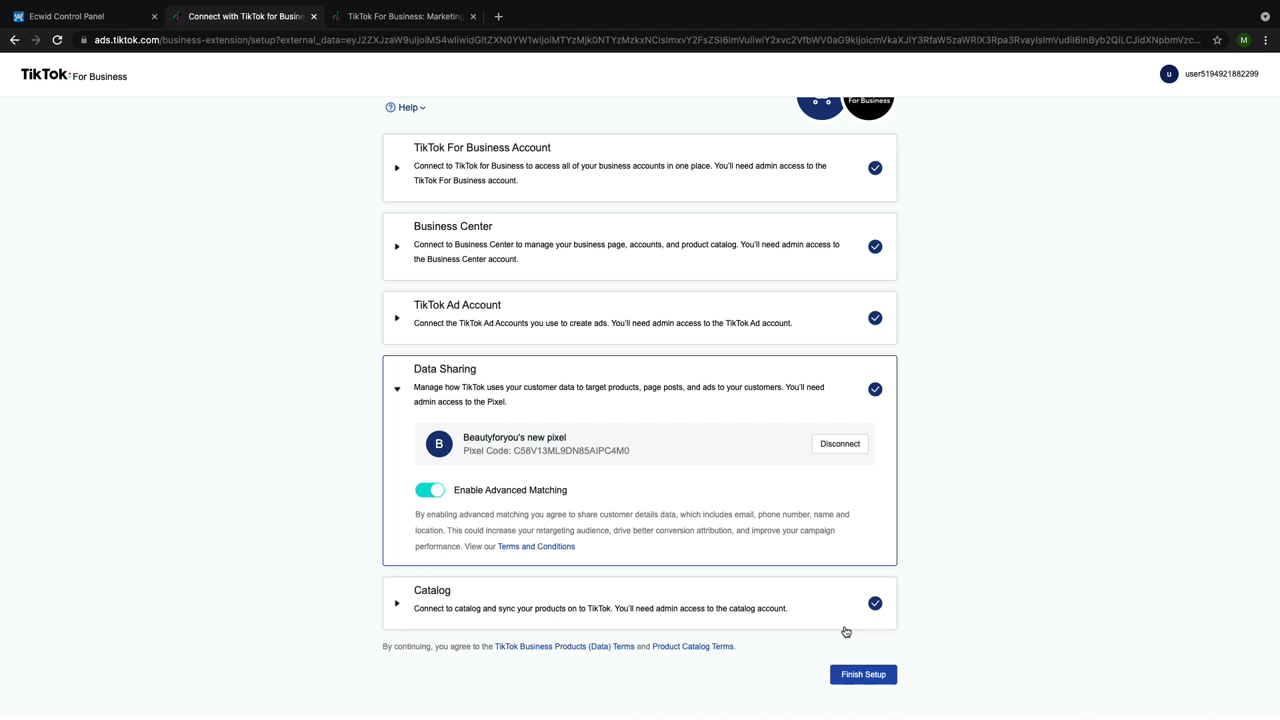 Ecwid Control Panel
Connect with TikTok for Busine
TikTok For Business: Marketing
ads.tiktok.com/business-extension/setup?external_data=
M
TikTok: For Business
u
user5194921882299
Help
For Business
TikTok For Business Account
Connect to TikTok for Business to access all of your business accounts in one place. You'll need admin access to the
TikTok For Business account.
Business Center
Connect to Business Center to manage your business page, accounts, and product catalog. You'll need admin access to
the Business Center account.
TikTok Ad Account
Connect the TikTok Ad Accounts you use to create ads. You'll need admin access to the TikTok Ad account.
Data Sharing
Manage how TikTok uses your customer data to target products, page posts, and ads to your customers. You'll need
admin access to the Pixel.
B
Beautyforyou's new pixel
Pixel Code: C58V13ML9DN85AIPC4M0
Disconnect
Enable Advanced Matching
By enabling advanced matching you agree to share customer details data, which includes email, phone number, name and
location. This could increase your retargeting audience, drive better conversion attribution, and improve your campaign
performance. View our Terms and Conditions
Catalog
Connect to catalog and sync your products on to TikTok. You'll need admin access to the catalog account.
By continuing, you agree to the TikTok Business Products (Data) Terms and Product Catalog Terms.
Finish Setup